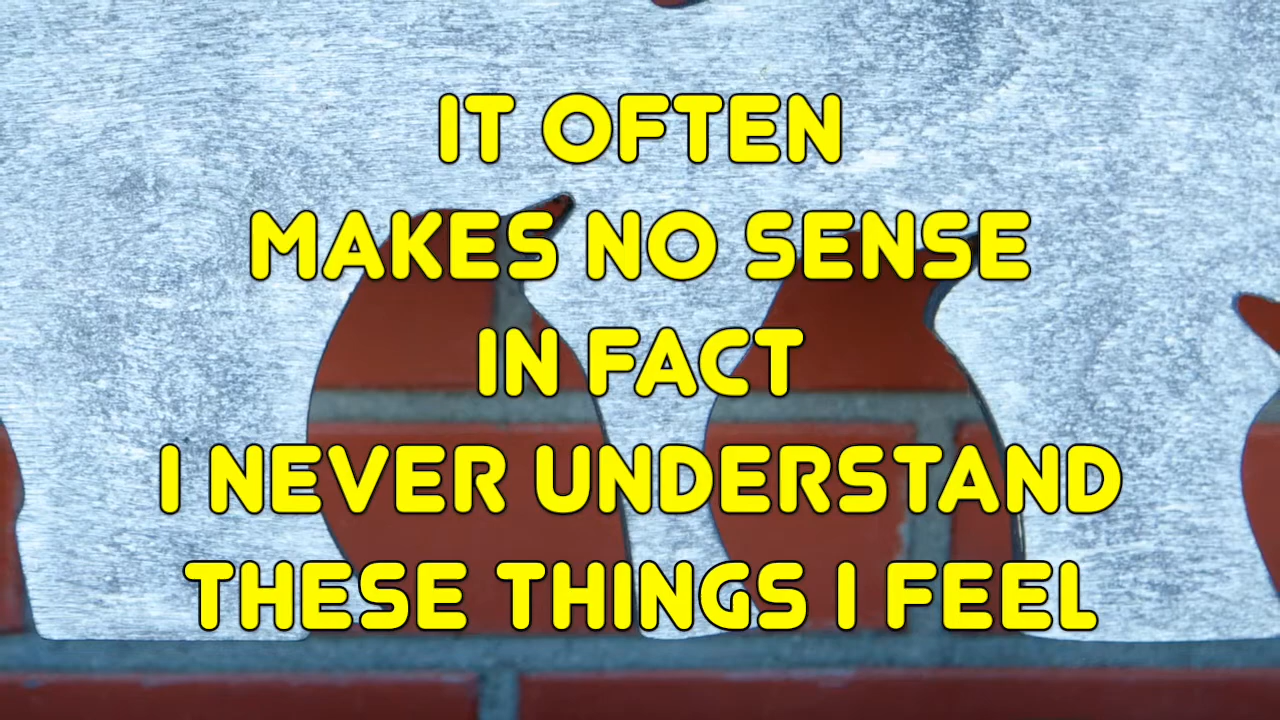 IT OFTEN
MAKES NO SENSE
IN FACT
I NEVER UNDERSTAND
THESE THINGS I FEEL